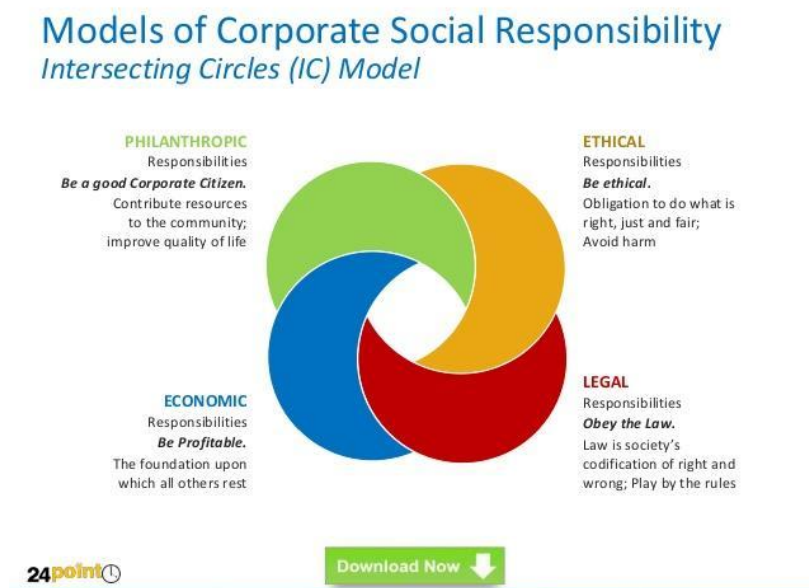 Models of Corporate Social Responsibility
Intersecting Circles (IC) Model
PHILANTHROPIC
Responsibilities
Be a good Corporate Citizen.
Contribute resources
to the community;
improve quality of life
ETHICAL
Responsibilities
Be ethical.
Obligation to do what is
right, just and fair;
Avoid harm
ECONOMIC
Responsibilities
Be Profitable.
The foundation upon
which all others rest
LEGAL
Responsibilities
Obey the Law.
Law is society's
codification of right and
wrong; Play by the rules
24point
Download Now